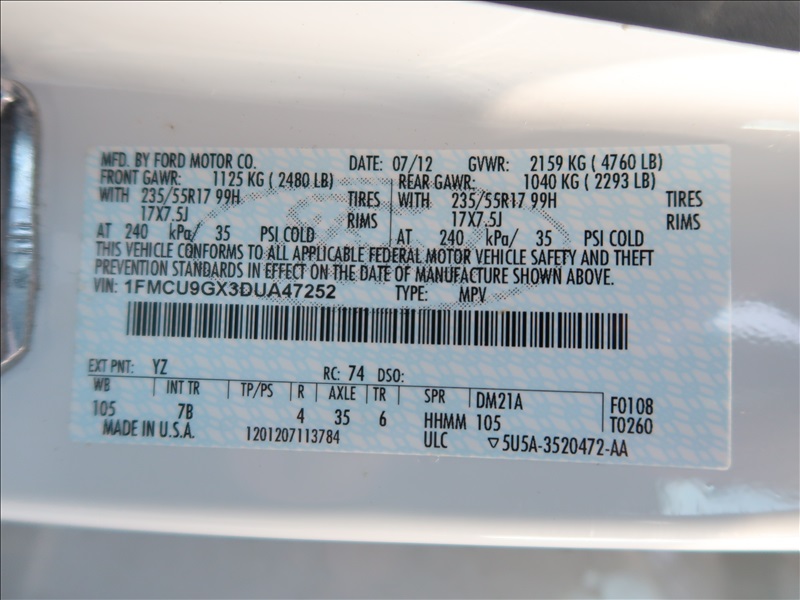 MFD. BY FORD MOTOR CO. DATE: 07/12 GVWR: 2159 KG ( 4760 LB)
FRONT GAWR: 1125 KG ( 2480 LB) REAR GAWR: 1040 KG ( 2293 LB)
WITH 235/55R17 99H TIRES WITH 235/55R17 99H TIRES
17X7.5J RIMS 17X7.5J RIMS
AT 240 kPa/ 35 PSI COLD AT 240 kPa/ 35 PSI COLD
THIS VEHICLE CONFORMS TO ALL APPLICABLE FEDERAL MOTOR VEHICLE SAFETY AND THEFT
PREVENTION STANDARDS IN EFFECT ON THE DATE OF MANUFACTURE SHOWN ABOVE.
VIN: 1FMCU9GX3DUA47252 TYPE: MPV
EXT PNT: YZ RC: 74 DSO:
WB INT TR TP/PS R AXLE TR SPR DM21A F0108
105 7B 4 35 6 HHMM 105 T0260
MADE IN U.S.A. 1201207113784 ULC ▽5U5A-3520472-AA